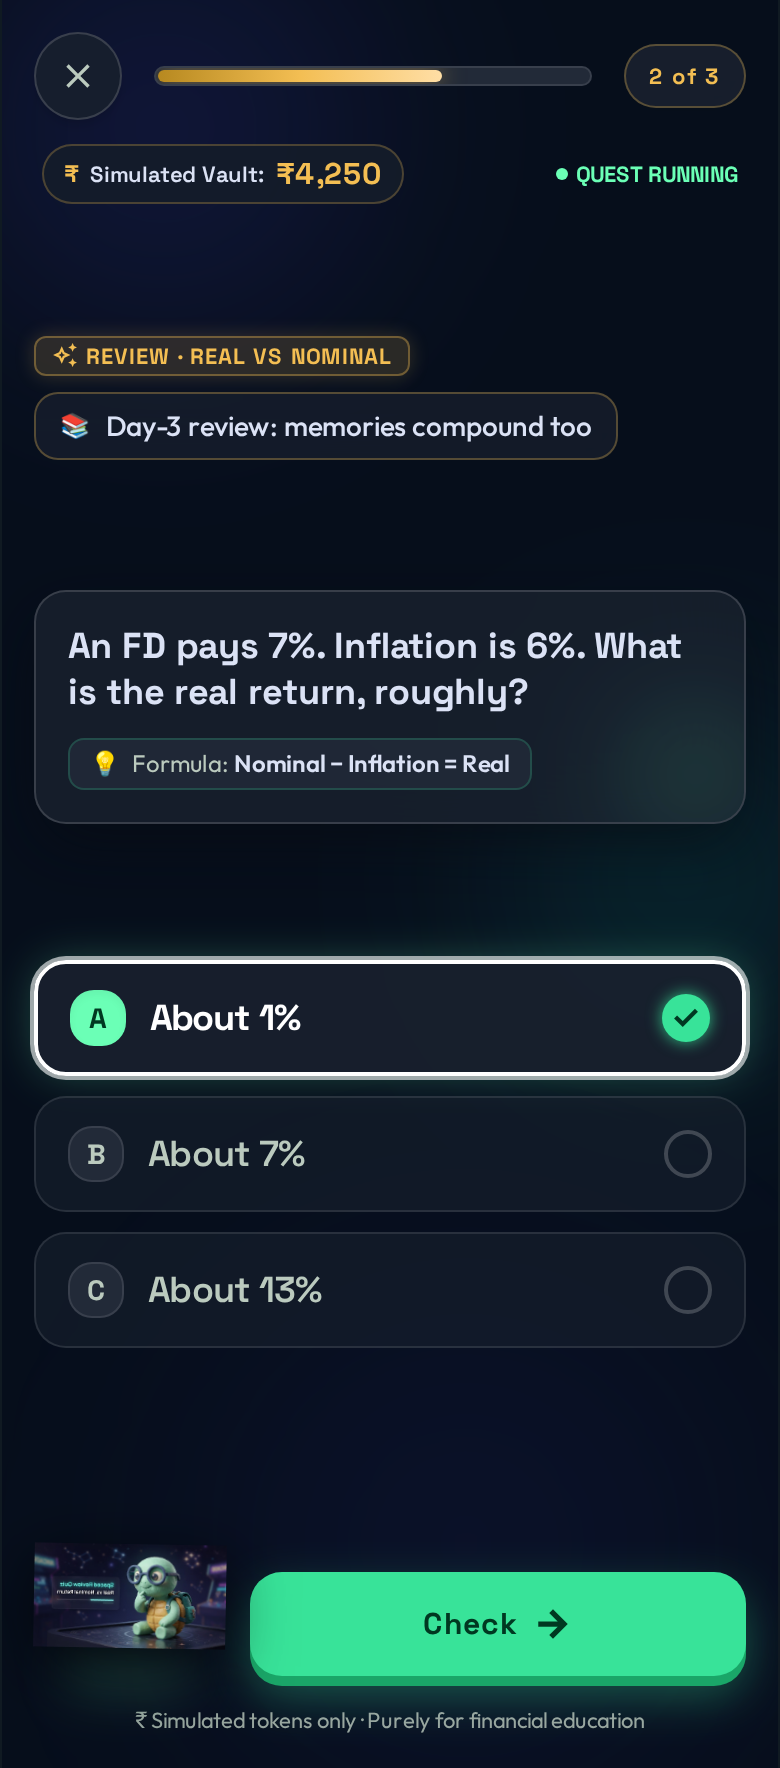 2 of 3
₹ Simulated Vault: ₹4,250
QUEST RUNNING
REVIEW · REAL VS NOMINAL
Day-3 review: memories compound too
An FD pays 7%. Inflation is 6%. What
is the real return, roughly?
Formula: Nominal – Inflation = Real
A About 1%
B About 7%
C About 13%
Check →
₹ Simulated tokens only · Purely for financial education